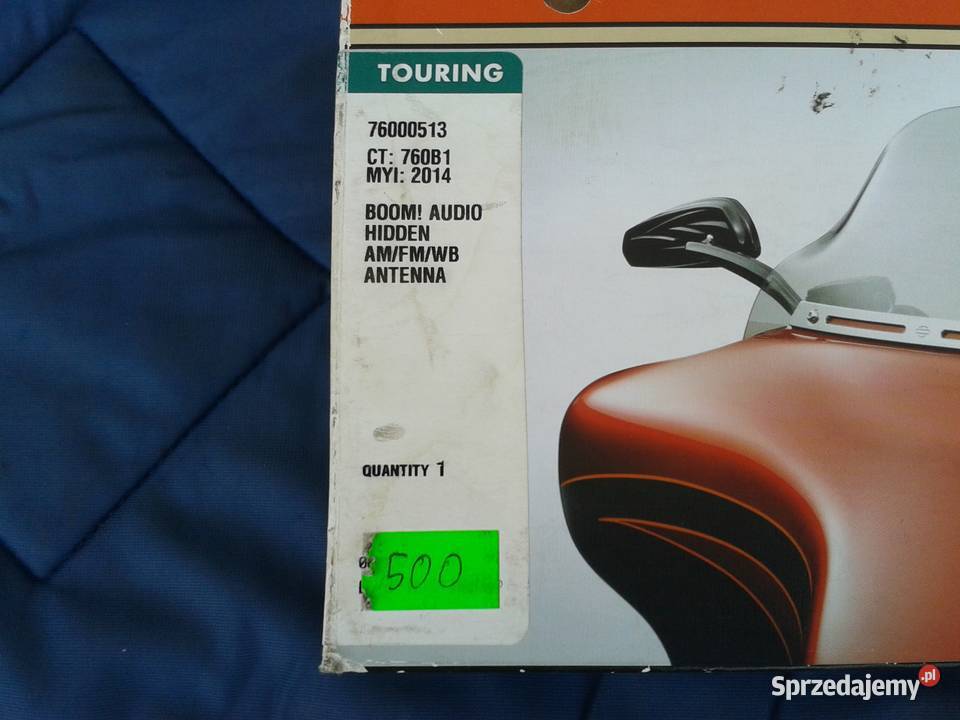 TOURING
76000513
CT: 760B1
MYI: 2014
BOOM! AUDIO
HIDDEN
AM/FM/WB
ANTENNA
QUANTITY 1
500
Sprzedajemy.pl